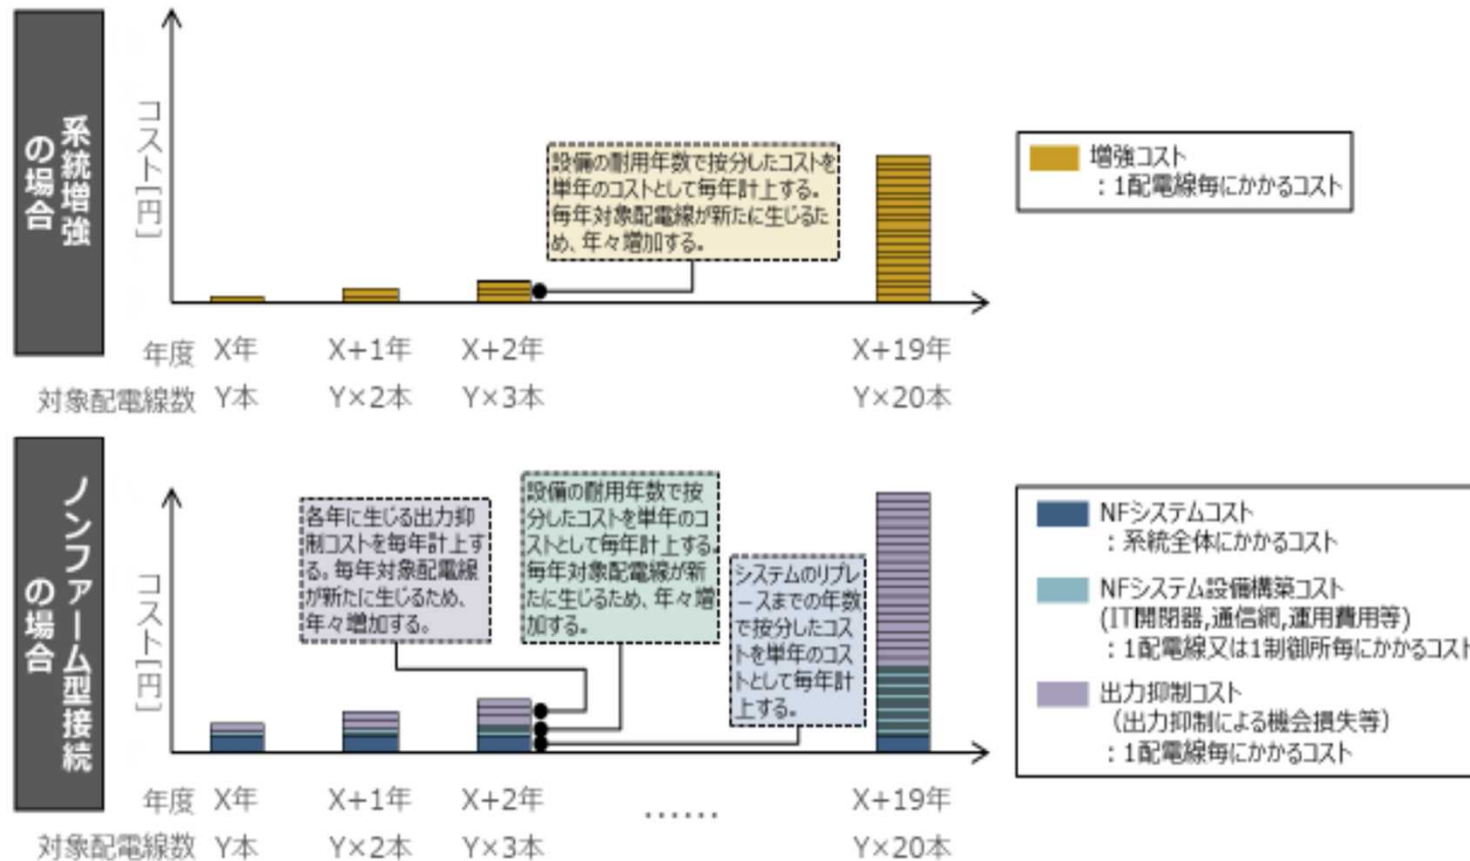 系統増強
の場合
コスト[円]
設備の耐用年数で按分したコストを
単年のコストとして毎年計上する。
毎年対象配電線が新たに生じるた
め、年々増加する。
増強コスト
：1配電線毎にかかるコスト
年度 X年 X+1年 X+2年 X+19年
対象配電線数 Y本 Y×2本 Y×3本 Y×20本
ノンファーム型接続
の場合
コスト[円]
各年に生じる出力抑
制コストを毎年計上す
る。毎年対象配電線
が新たに生じるため、
年々増加する。
設備の耐用年数で按
分したコストを単年のコ
ストとして毎年計上する。
毎年対象配電線が新
たに生じるため、年々増
加する。
システムのリプレ
ースまでの年数
で按分したコス
トを単年のコス
トとして毎年計
上する。
NFシステムコスト
：系統全体にかかるコスト
NFシステム設備構築コスト
(IT開閉器,通信網,運用費用等)
：1配電線又は1制御所毎にかかるコスト
出力抑制コスト
（出力抑制による機会損失等）
：1配電線毎にかかるコスト
年度 X年 X+1年 X+2年 …… X+19年
対象配電線数 Y本 Y×2本 Y×3本 Y×20本